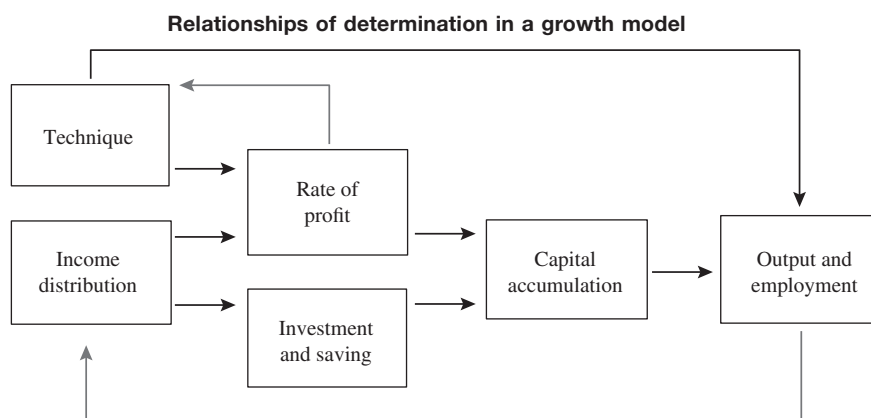 Relationships of determination in a growth model
Technique
Rate of
profit
Income
distribution
Capital
accumulation
Output and
employment
Investment
and saving